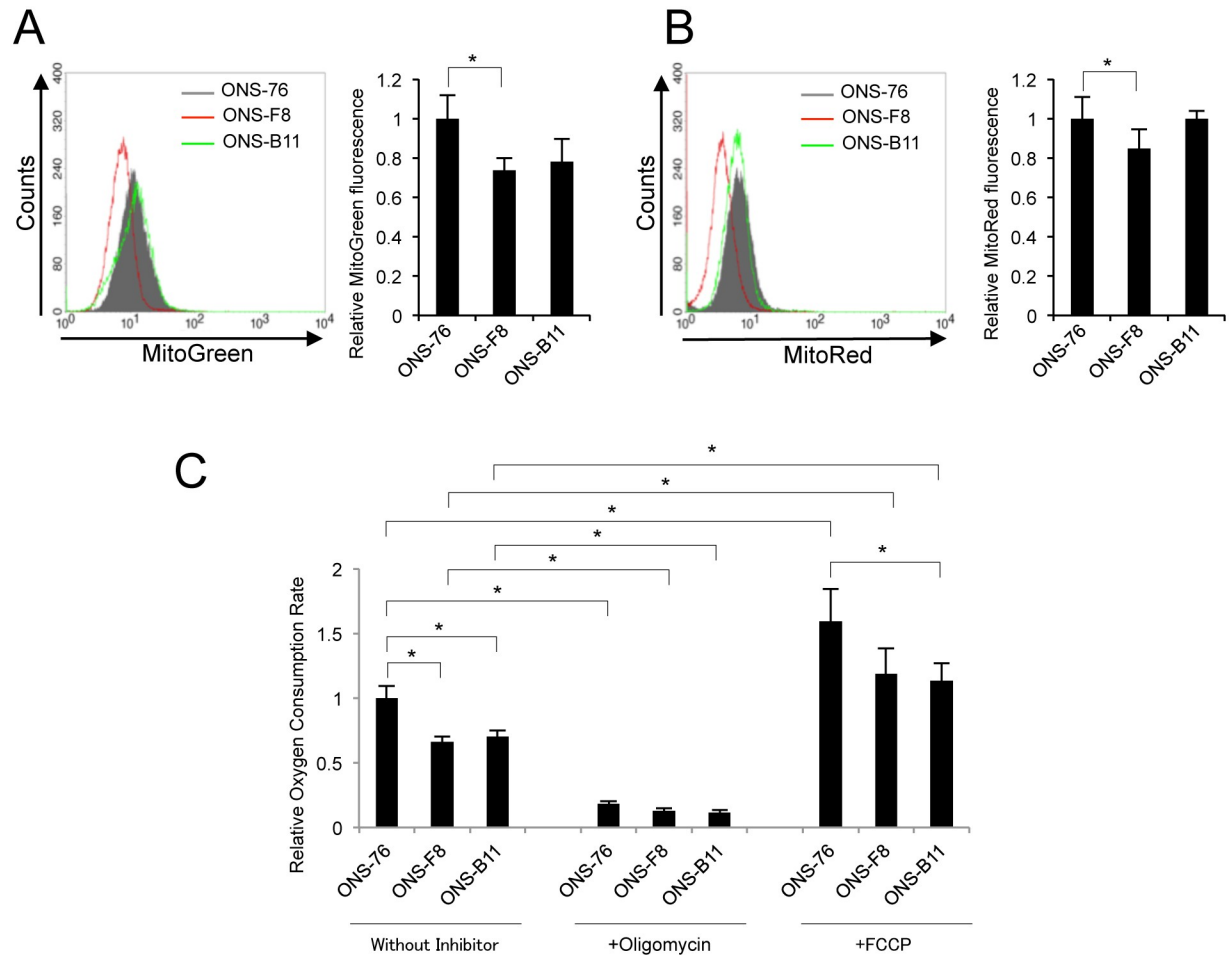 A
Counts
400
320
240
160
80
0
10^0
10^1
10^2
10^3
10^4
MitoGreen
ONS-76
ONS-F8
ONS-B11
Relative MitoGreen fluorescence
1.2
1
0.8
0.6
0.4
0.2
0
*
ONS-76
ONS-F8
ONS-B11
B
Counts
400
320
240
160
80
0
10^0
10^1
10^2
10^3
10^4
MitoRed
ONS-76
ONS-F8
ONS-B11
Relative MitoRed fluorescence
1.2
1
0.8
0.6
0.4
0.2
0
*
ONS-76
ONS-F8
ONS-B11
C
*
*
*
*
*
*
*
*
*
Relative Oxygen Consumption Rate
2
1.5
1
0.5
0
ONS-76
ONS-F8
ONS-B11
ONS-76
ONS-F8
ONS-B11
ONS-76
ONS-F8
ONS-B11
Without Inhibitor
+Oligomycin
+FCCP